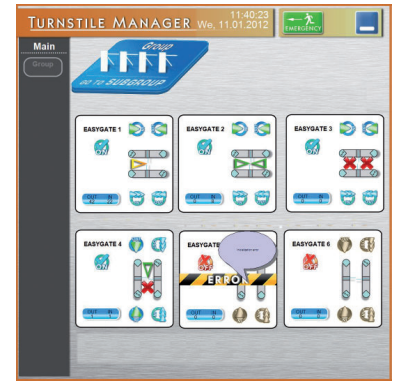 TURNSTILE MANAGER We, 11.01.2012 11:40:23
EMERGENCY
Main
Group
Group
GO TO SUBGROUP
EASYGATE 1
EASYGATE 2
EASYGATE 3
ON
ON
ON
OUT IN
OUT IN
OUT IN
EASYGATE 4
EASYGATE
EASYGATE 6
ON
OFF
OFF
ERROR
OUT IN
OUT IN
OUT IN